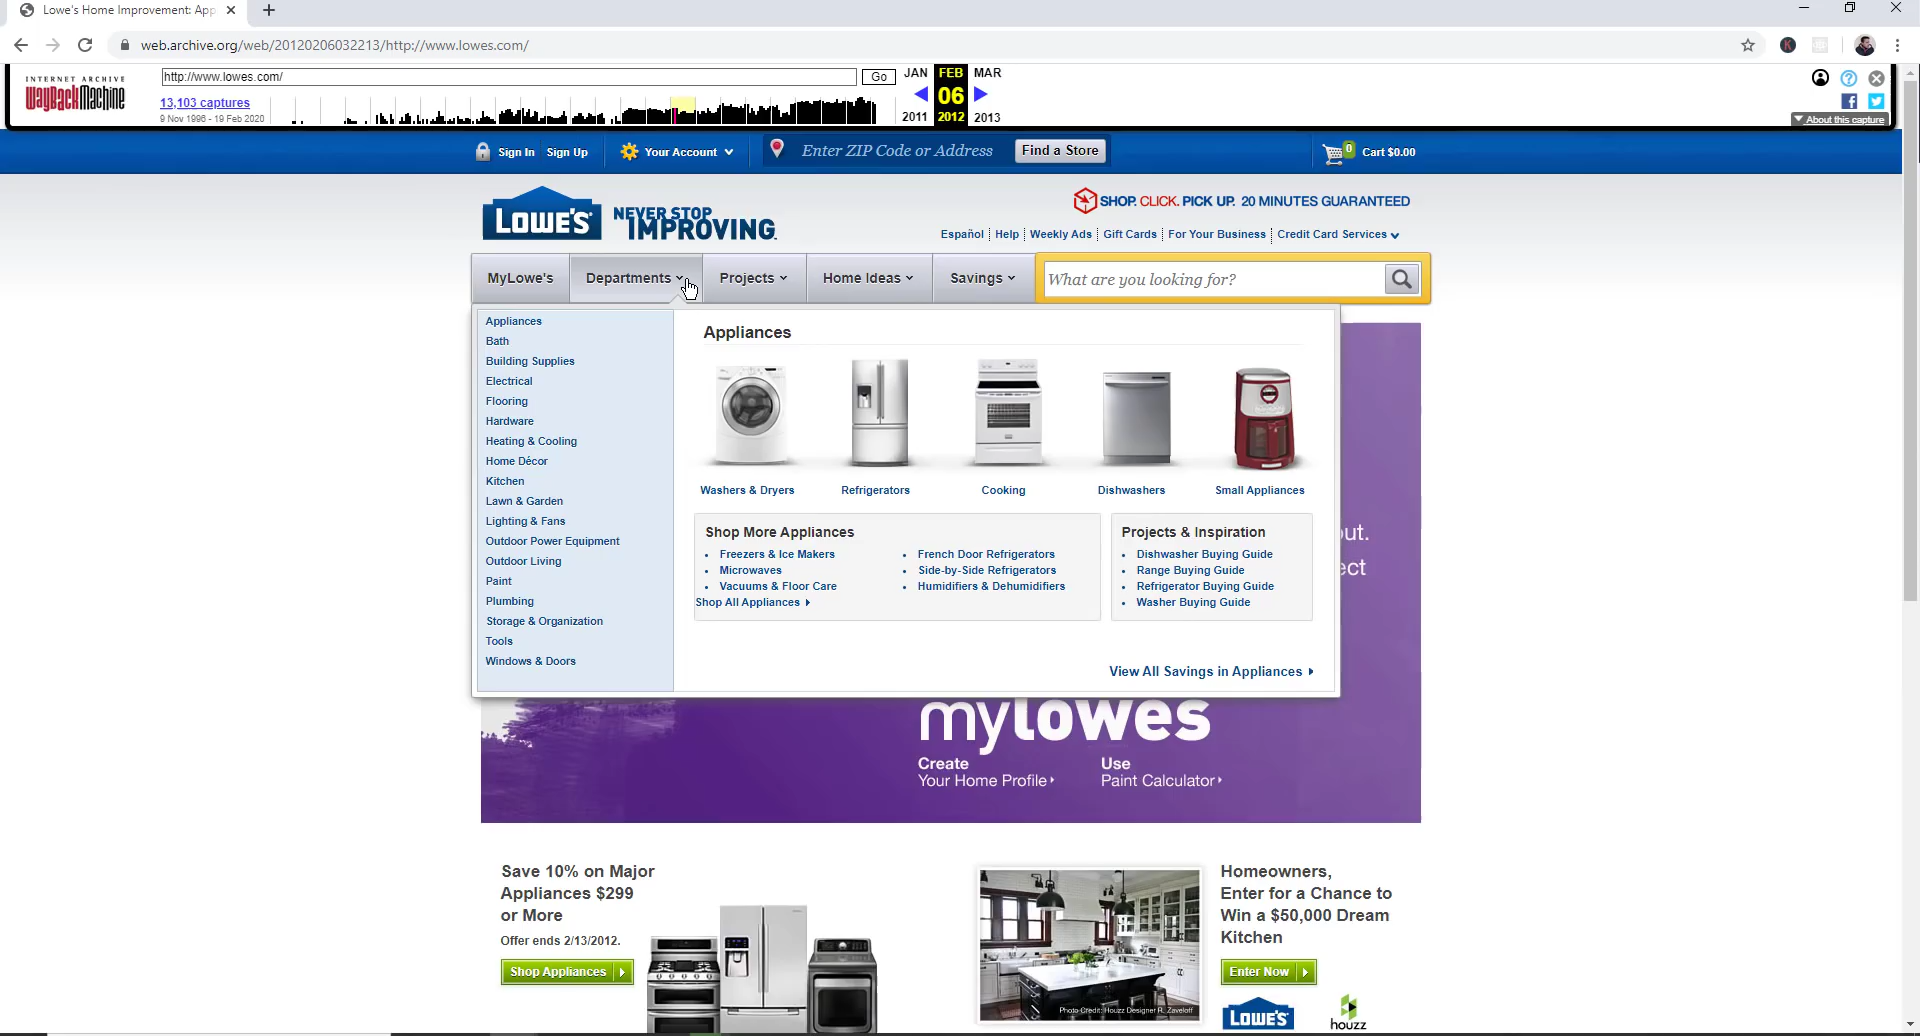 Lowe's Home Improvement: App
web.archive.org/web/20120206032213/http://www.lowes.com/
INTERNET ARCHIVE
WayBackMachine
http://www.lowes.com/
Go
JAN
FEB
MAR
13,103 captures
06
9 Nov 1996 - 19 Feb 2020
2011
2012
2013
About this capture
Sign In
Sign Up
Your Account
Enter ZIP Code or Address
Find a Store
0
Cart $0.00
LOWE'S
NEVER STOP
IMPROVING.
SHOP. CLICK. PICK UP. 20 MINUTES GUARANTEED
Español
Help
Weekly Ads
Gift Cards
For Your Business
Credit Card Services
MyLowe's
Departments
Projects
Home Ideas
Savings
What are you looking for?
Appliances
Bath
Building Supplies
Electrical
Flooring
Hardware
Heating & Cooling
Home Décor
Kitchen
Lawn & Garden
Lighting & Fans
Outdoor Power Equipment
Outdoor Living
Paint
Plumbing
Storage & Organization
Tools
Windows & Doors
Appliances
Washers & Dryers
Refrigerators
Cooking
Dishwashers
Small Appliances
Shop More Appliances
Freezers & Ice Makers
Microwaves
Vacuums & Floor Care
Shop All Appliances
French Door Refrigerators
Side-by-Side Refrigerators
Humidifiers & Dehumidifiers
Projects & Inspiration
Dishwasher Buying Guide
Range Buying Guide
Refrigerator Buying Guide
Washer Buying Guide
View All Savings in Appliances
out.
ect
mylowes
Create
Your Home Profile
Use
Paint Calculator
Save 10% on Major
Appliances $299
or More
Offer ends 2/13/2012.
Shop Appliances
Photo Credit: Houzz Designer R. Zaveloff
Homeowners,
Enter for a Chance to
Win a $50,000 Dream
Kitchen
Enter Now
LOWE'S
houzz